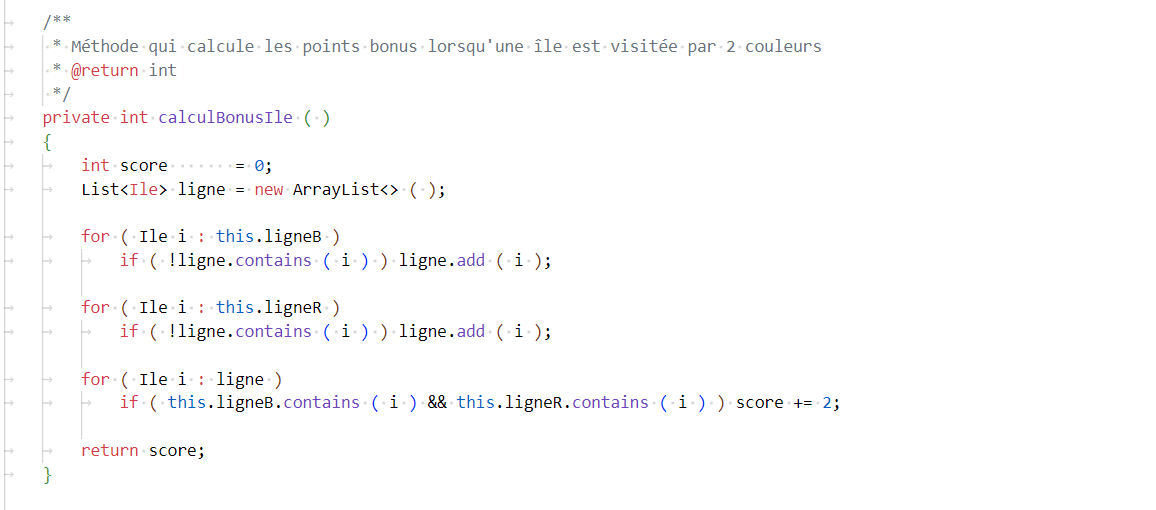 /**
 * Méthode qui calcule les points bonus lorsqu'une île est visitée par 2 couleurs
 * @return int
 */
private int calculBonusIle ( )
{
    int score       = 0;
    List<Ile> ligne = new ArrayList<> ( );

    for ( Ile i : this.ligneB )
        if ( !ligne.contains ( i ) ) ligne.add ( i );

    for ( Ile i : this.ligneR )
        if ( !ligne.contains ( i ) ) ligne.add ( i );

    for ( Ile i : ligne )
        if ( this.ligneB.contains ( i ) && this.ligneR.contains ( i ) ) score += 2;

    return score;
}